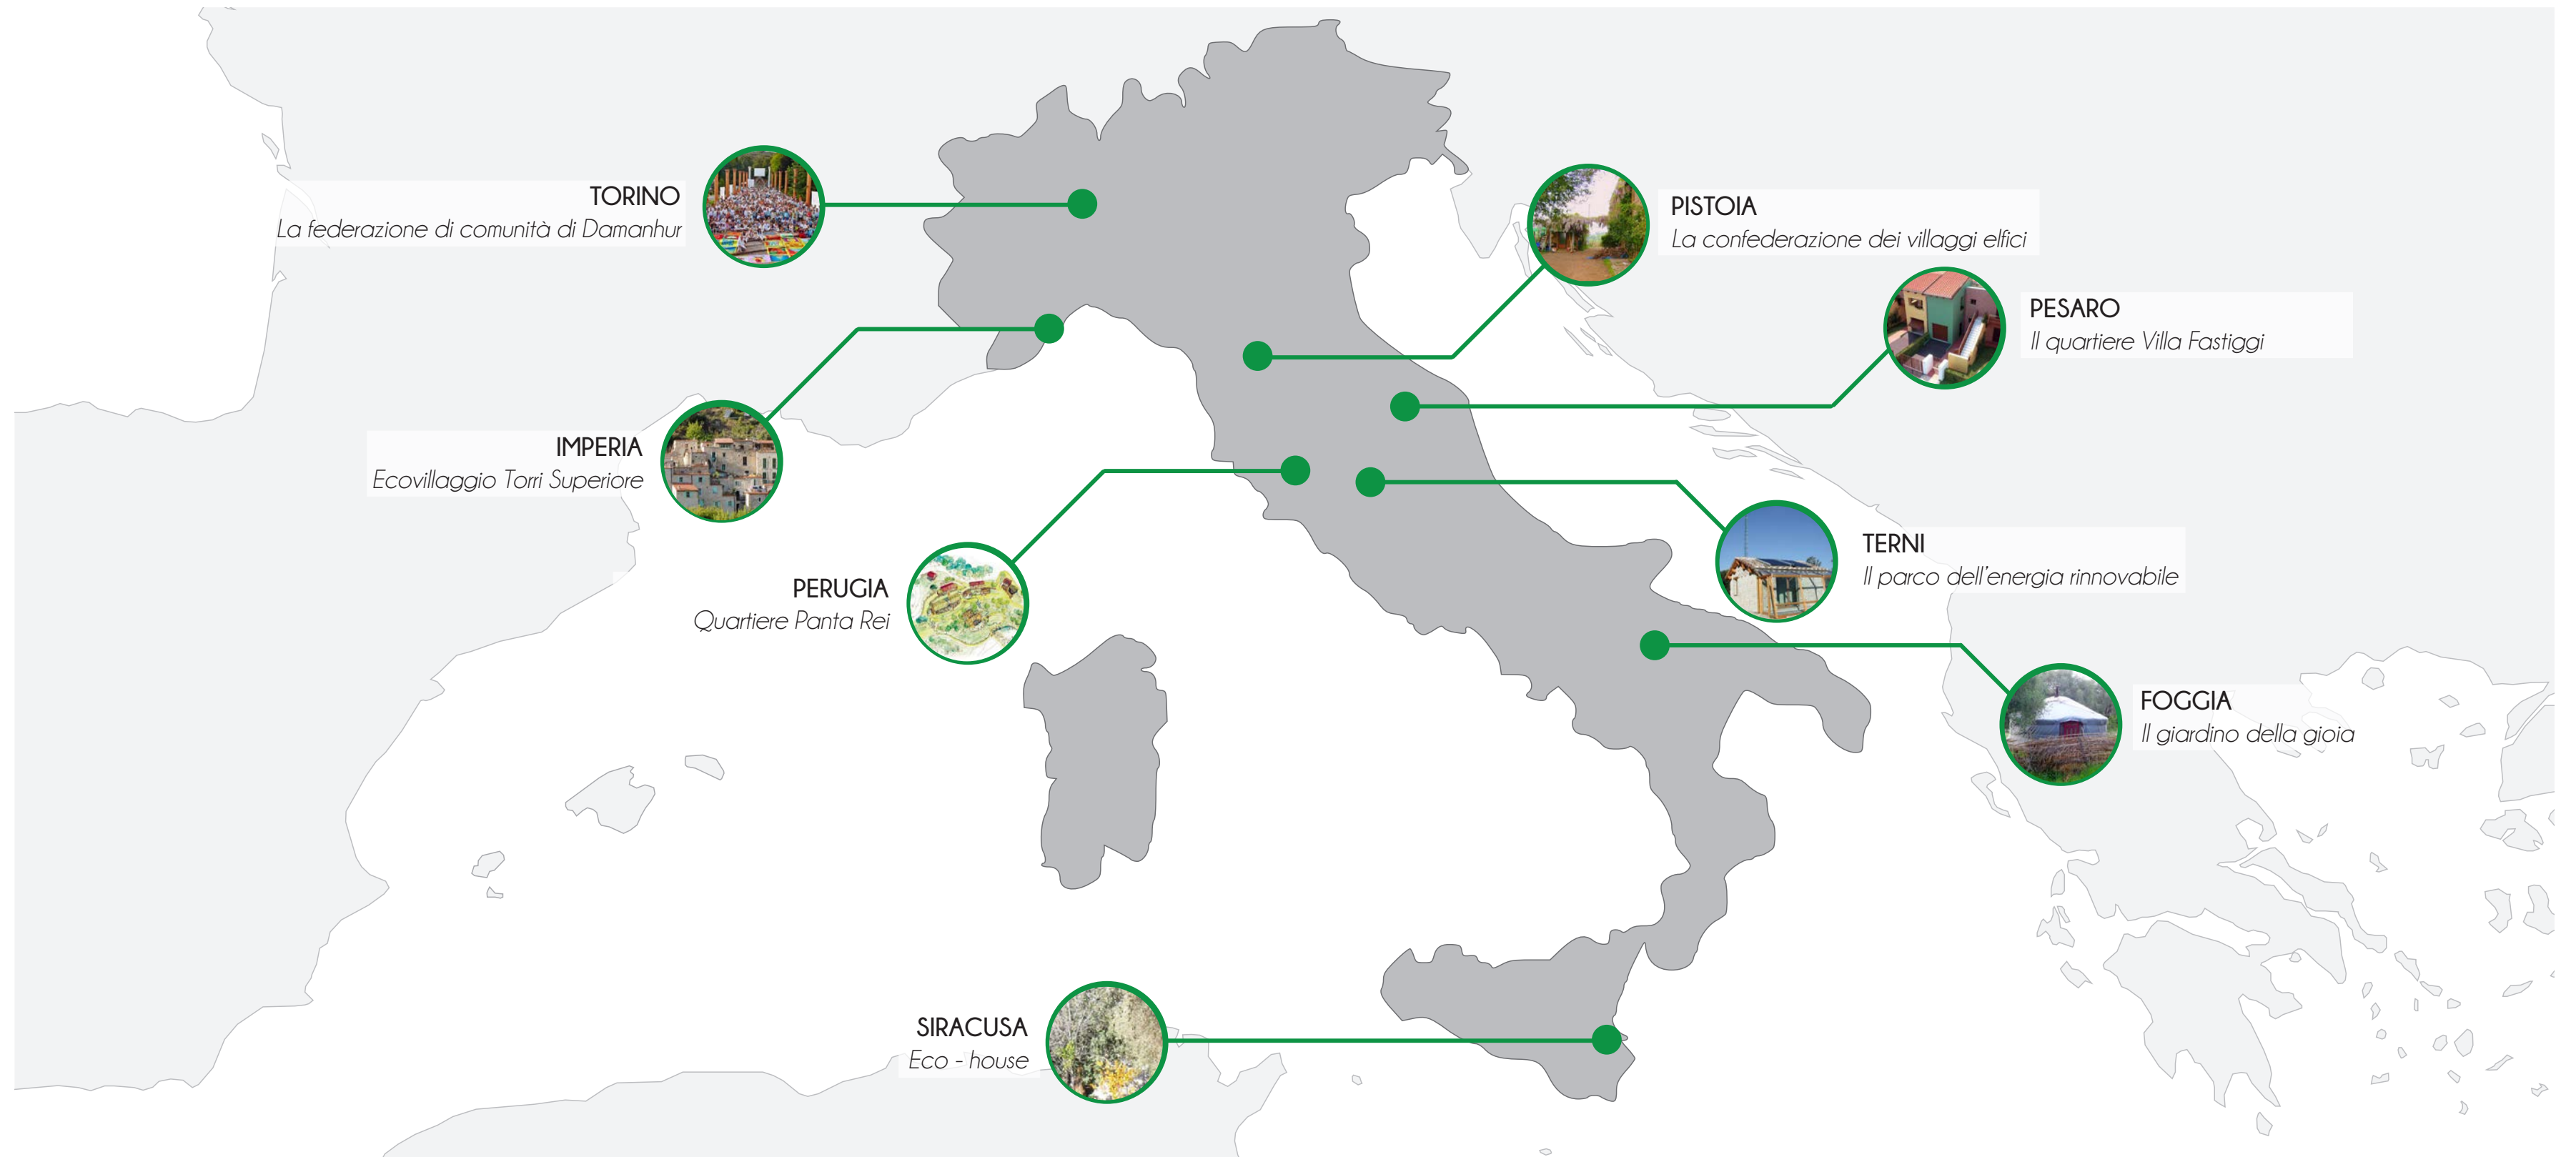 TORINO
La federazione di comunità di Damanhur
PISTOIA
La confederazione dei villaggi elfici
PESARO
Il quartiere Villa Fastiggi
IMPERIA
Ecovillaggio Torri Superiore
TERNI
Il parco dell'energia rinnovabile
PERUGIA
Quartiere Panta Rei
FOGGIA
Il giardino della gioia
SIRACUSA
Eco - house